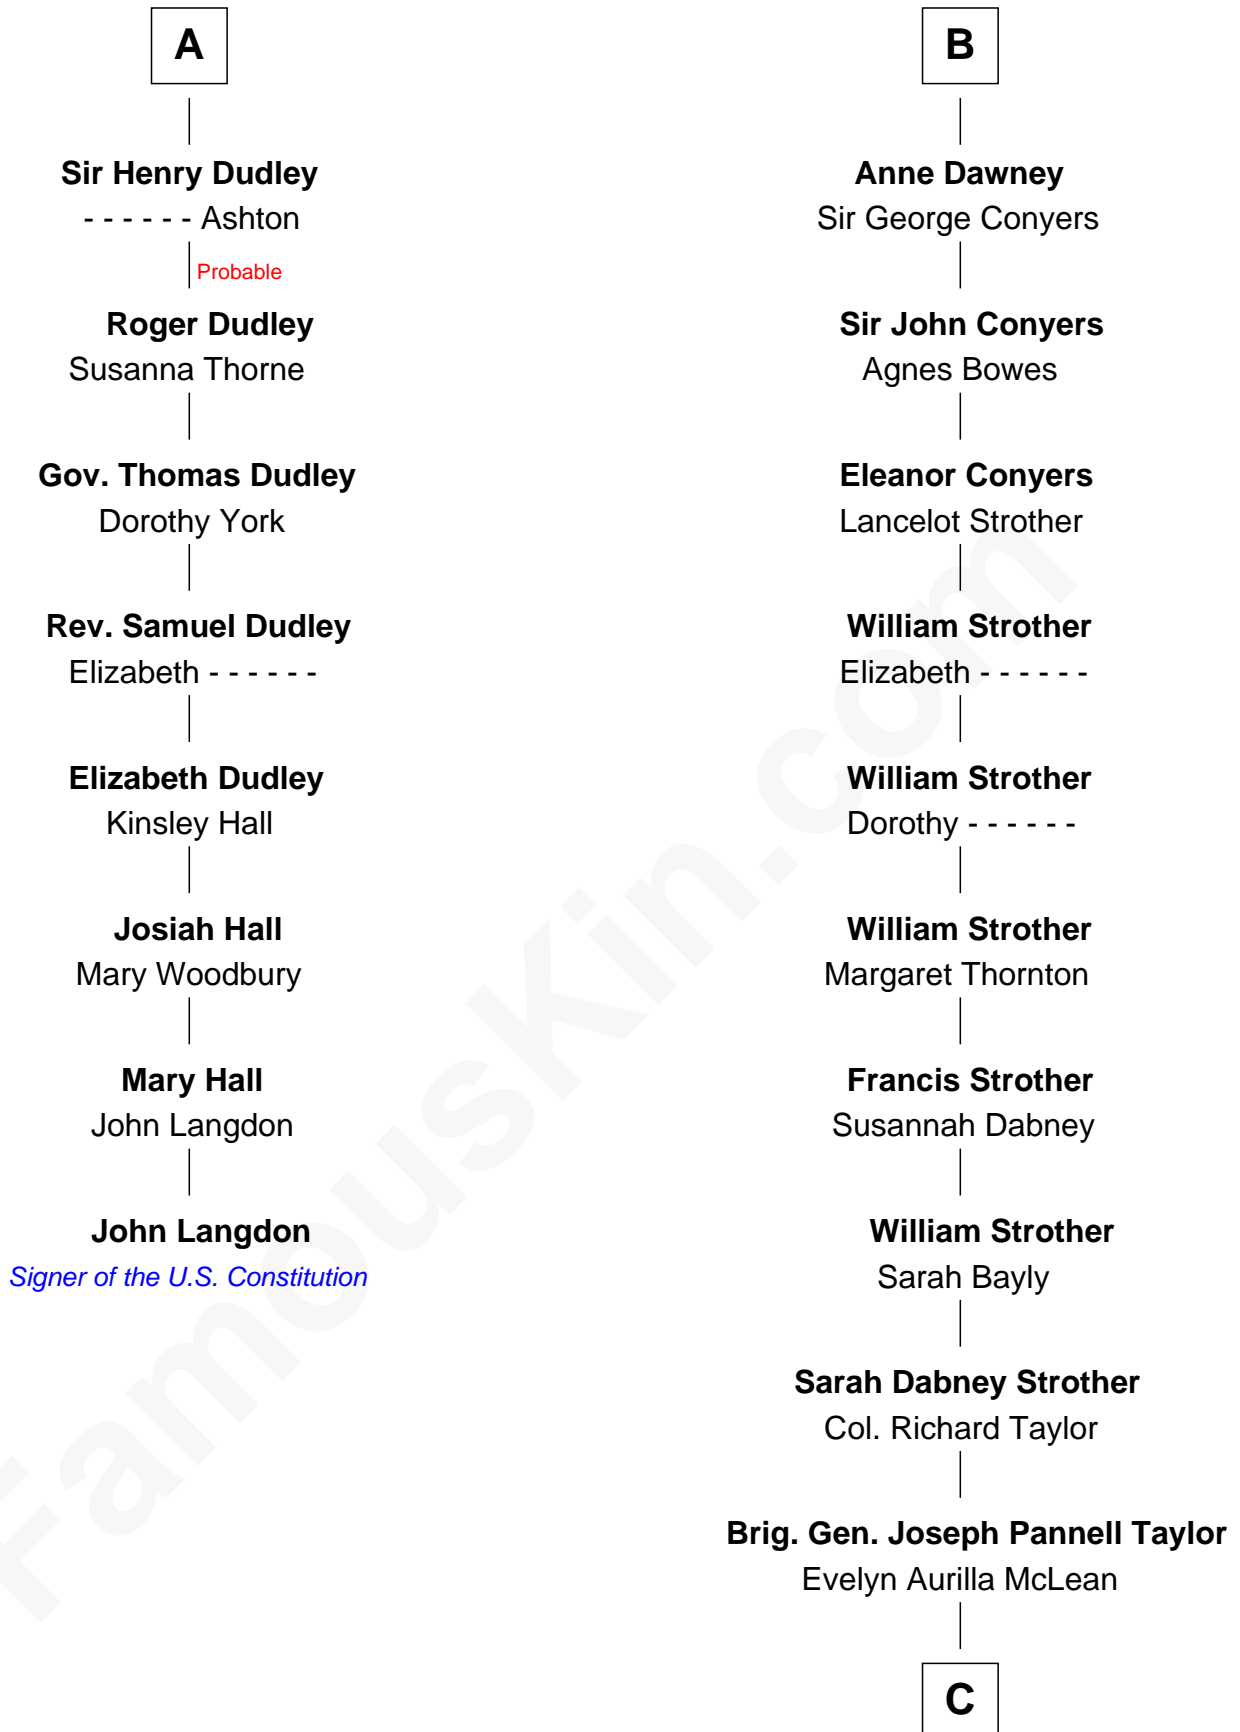 A
Sir Henry Dudley
- - - - - - Ashton
Probable
Roger Dudley
Susanna Thorne
Gov. Thomas Dudley
Dorothy York
Rev. Samuel Dudley
Elizabeth - - - - - -
Elizabeth Dudley
Kinsley Hall
Josiah Hall
Mary Woodbury
Mary Hall
John Langdon
John Langdon
Signer of the U.S. Constitution
B
Anne Dawney
Sir George Conyers
Sir John Conyers
Agnes Bowes
Eleanor Conyers
Lancelot Strother
William Strother
Elizabeth - - - - - -
William Strother
Dorothy - - - - - -
William Strother
Margaret Thornton
Francis Strother
Susannah Dabney
William Strother
Sarah Bayly
Sarah Dabney Strother
Col. Richard Taylor
Brig. Gen. Joseph Pannell Taylor
Evelyn Aurilla McLean
C
FamousKin.com